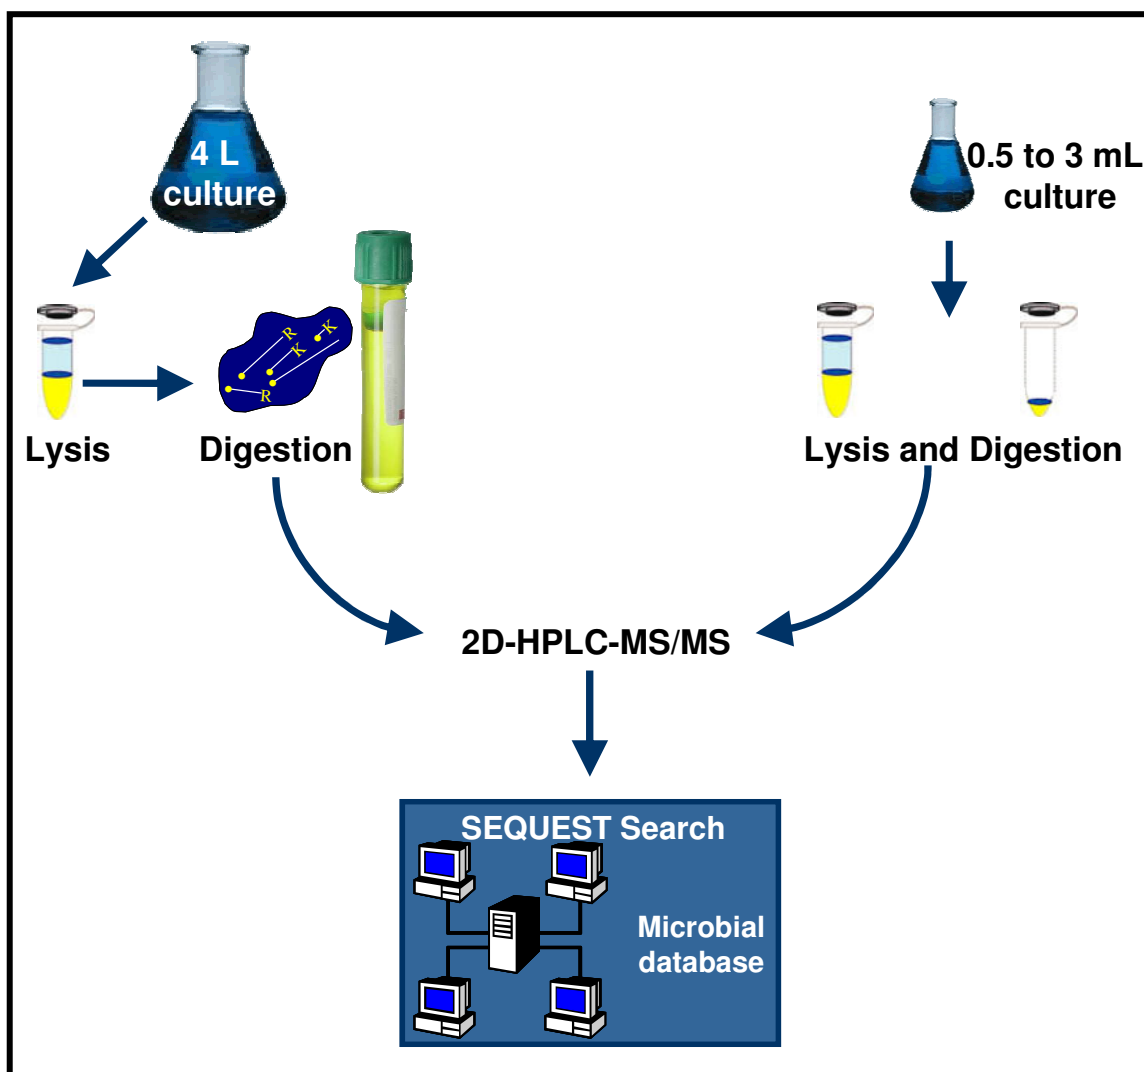 4 L
culture
0.5 to 3 mL
culture
R
K
K
R
Lysis
Digestion
Lysis and Digestion
2D-HPLC-MS/MS
SEQUEST Search
Microbial
database